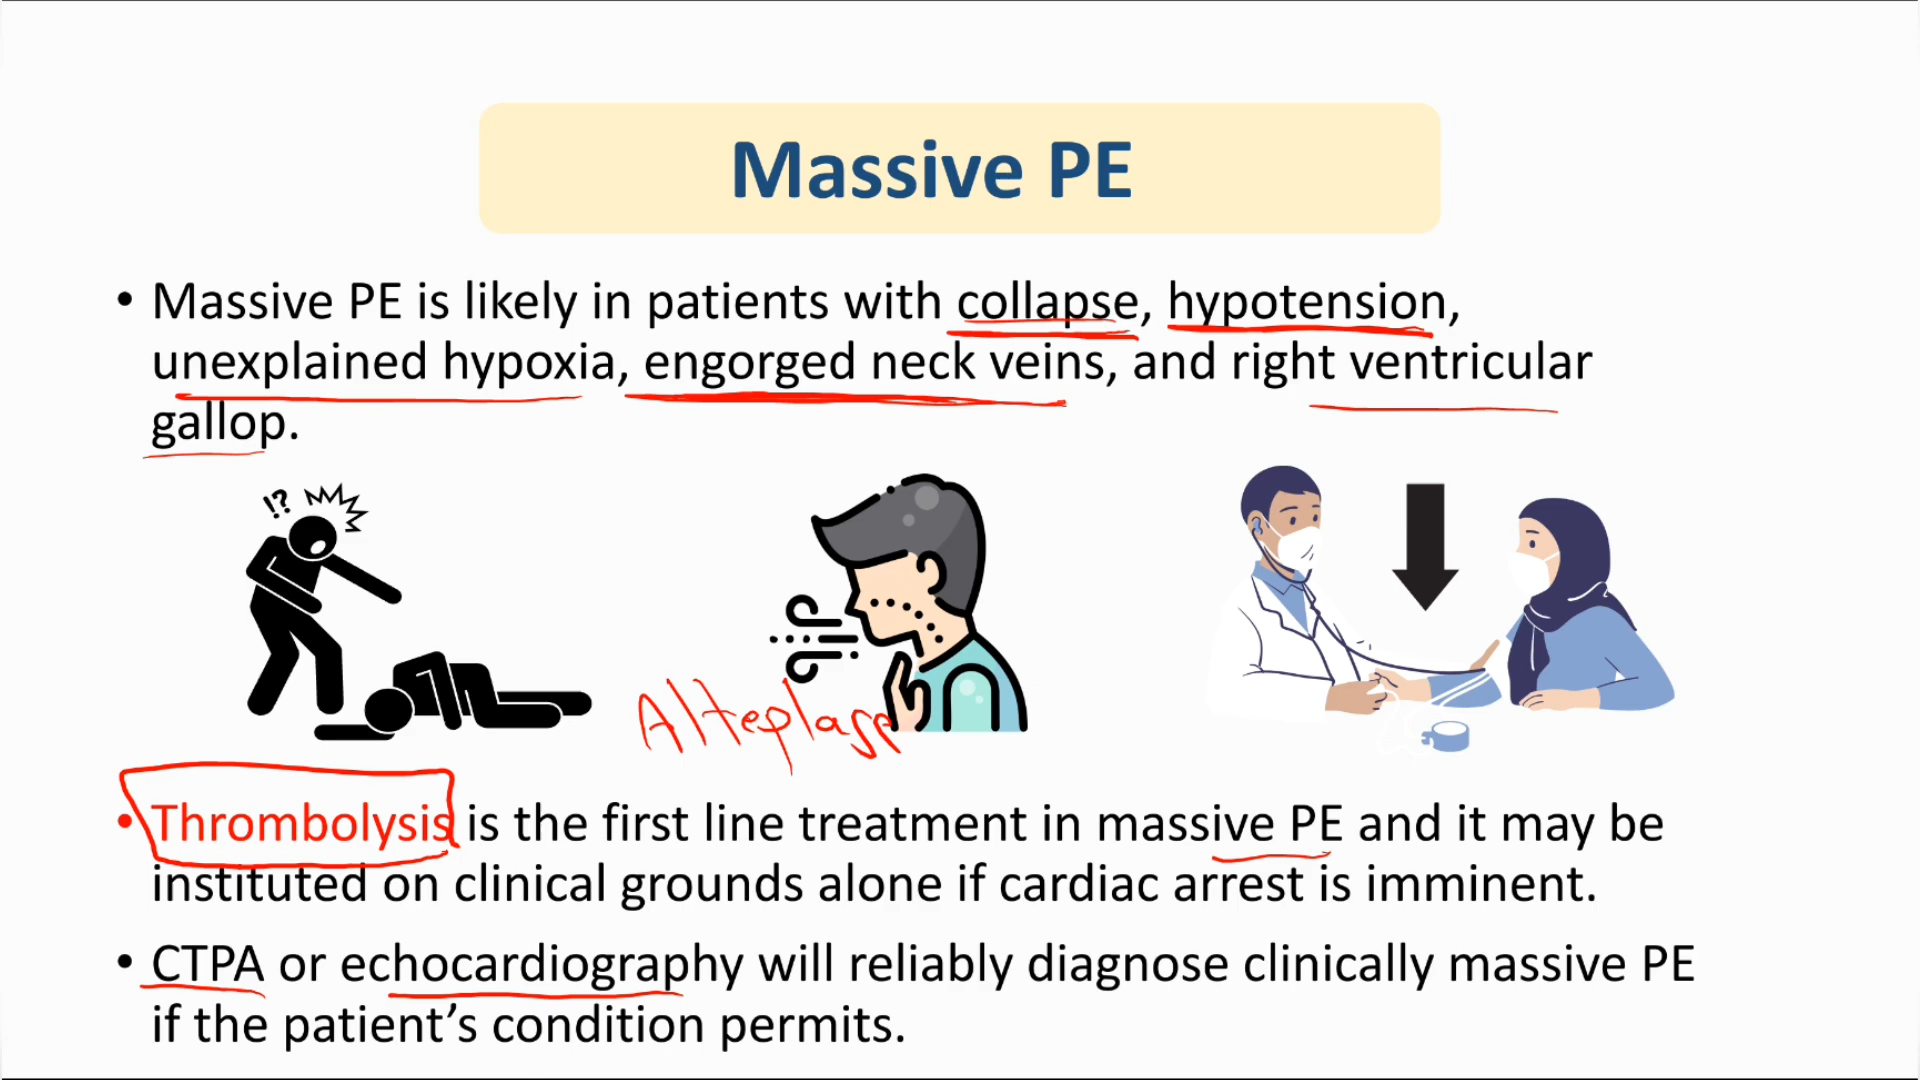 Massive PE
• Massive PE is likely in patients with collapse, hypotension,
unexplained hypoxia, engorged neck veins, and right ventricular
gallop.
!?
Alteplase
• Thrombolysis is the first line treatment in massive PE and it may be
instituted on clinical grounds alone if cardiac arrest is imminent.
• CTPA or echocardiography will reliably diagnose clinically massive PE
if the patient’s condition permits.